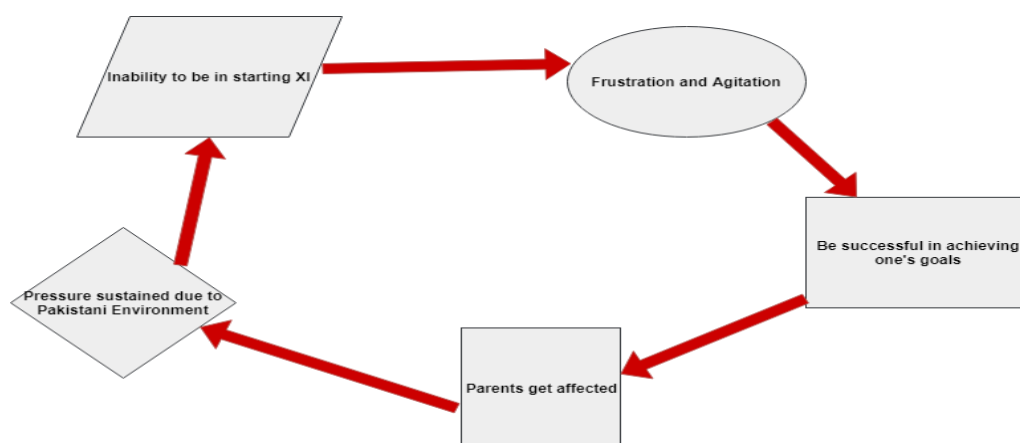 Inability to be in starting XI
Frustration and Agitation
Be successful in achieving
one's goals
Parents get affected
Pressure sustained due to
Pakistani Environment